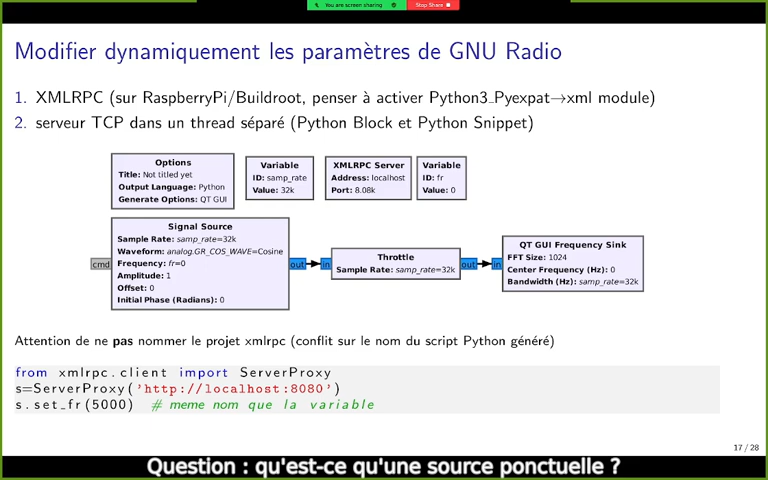 You are screen sharing
Stop Share
Modifier dynamiquement les paramètres de GNU Radio
1. XMLRPC (sur RaspberryPi/Buildroot, penser à activer Python3_Pyexpat→xml module)
2. serveur TCP dans un thread séparé (Python Block et Python Snippet)
Options
Title: Not titled yet
Output Language: Python
Generate Options: QT GUI
Variable
ID: samp_rate
Value: 32k
XMLRPC Server
Address: localhost
Port: 8.08k
Variable
ID: fr
Value: 0
Signal Source
Sample Rate: samp_rate=32k
Waveform: analog.GR_COS_WAVE=Cosine
Frequency: fr=0
Amplitude: 1
Offset: 0
Initial Phase (Radians): 0
cmd
out
in
Throttle
Sample Rate: samp_rate=32k
out
in
QT GUI Frequency Sink
FFT Size: 1024
Center Frequency (Hz): 0
Bandwidth (Hz): samp_rate=32k
Attention de ne pas nommer le projet xmlrpc (conflit sur le nom du script Python généré)
from xmlrpc.client import ServerProxy
s=ServerProxy('http://localhost:8080')
s.set_fr(5000) # meme nom que la variable
17 / 28
Question : qu'est-ce qu'une source ponctuelle ?